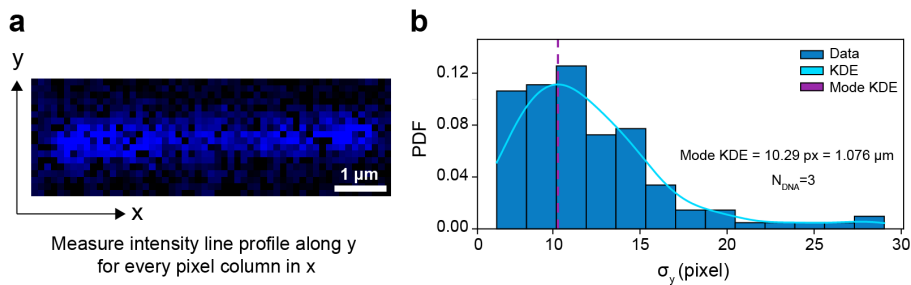 a
y
1 µm
x
Measure intensity line profile along y
for every pixel column in x
b
PDF
0.12
0.08
0.04
0.00
Data
KDE
Mode KDE
Mode KDE = 10.29 px = 1.076 µm
N_DNA=3
0 10 15 20 25 30
σ_y (pixel)